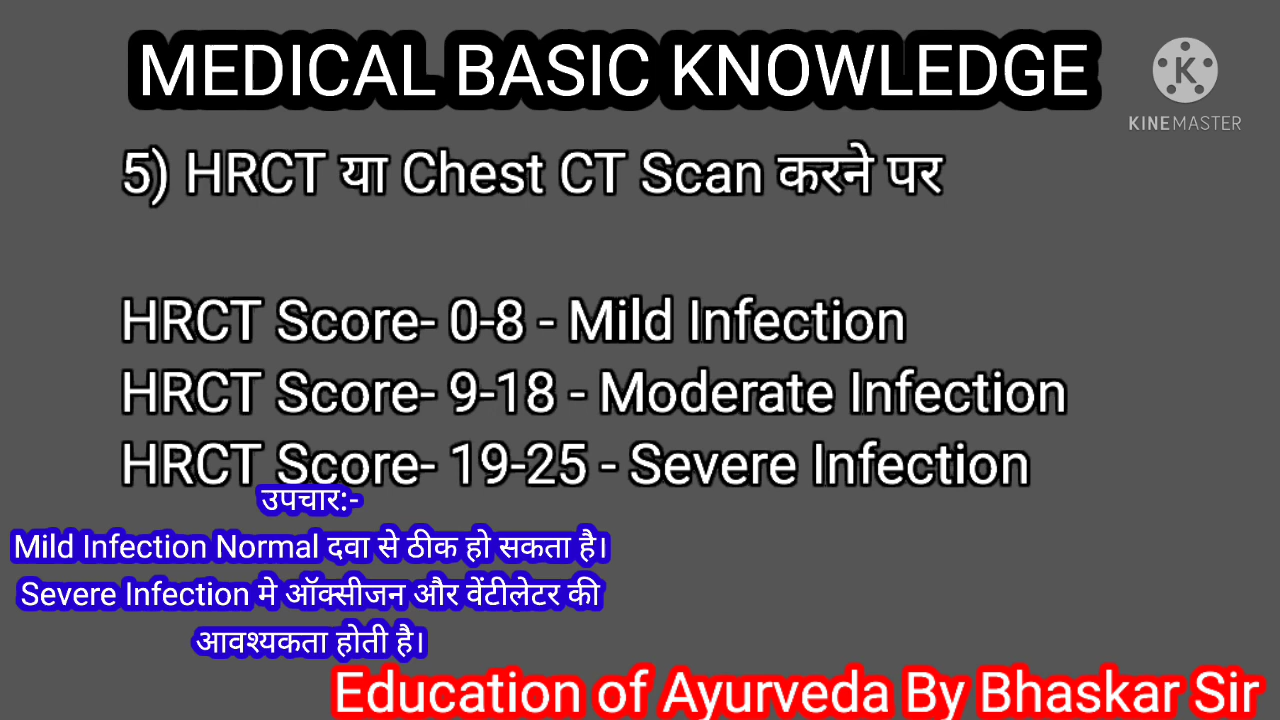 MEDICAL BASIC KNOWLEDGE
K
KINEMASTER
5) HRCT या Chest CT Scan करने पर
HRCT Score- 0-8 - Mild Infection
HRCT Score- 9-18 - Moderate Infection
HRCT Score- 19-25 - Severe Infection
उपचार:-
Mild Infection Normal दवा से ठीक हो सकता है।
Severe Infection मे ऑक्सीजन और वेंटीलेटर की
आवश्यकता होती है।
Education of Ayurveda By Bhaskar Sir